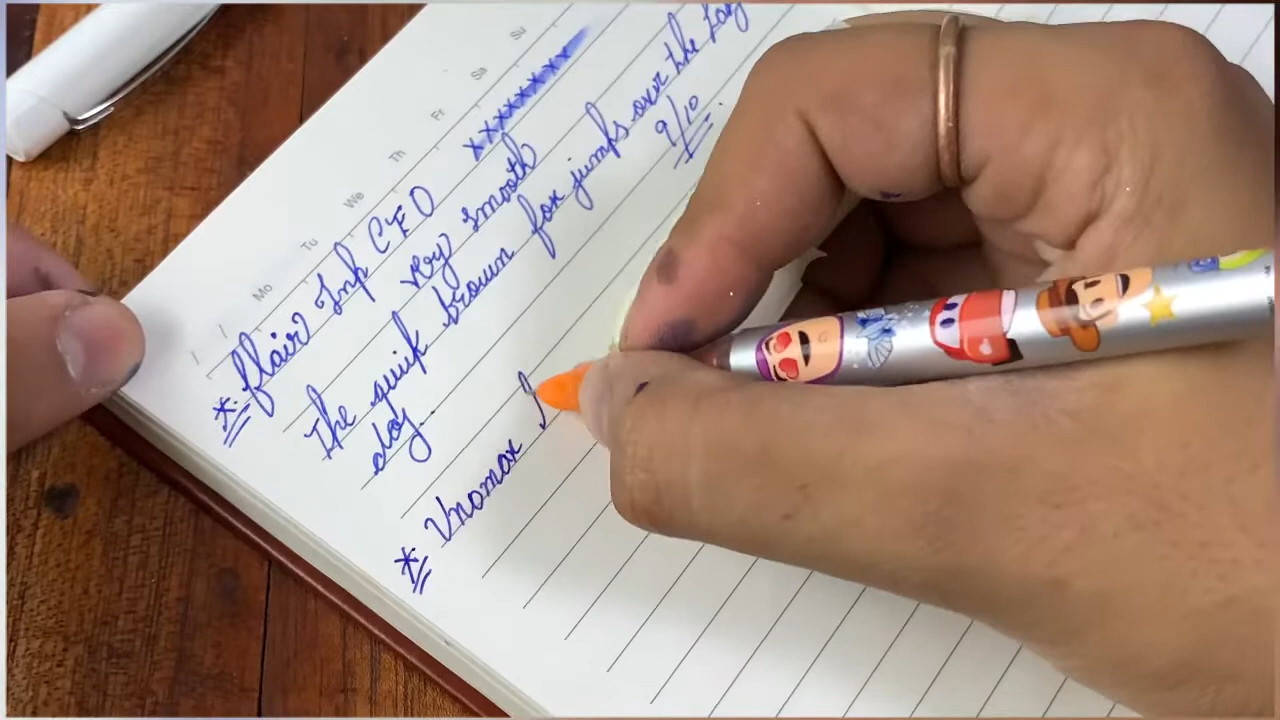 Mo Tu We Th Fr Sa Su
* Flair Ink CFO xxxxxxxx
very smooth
The quik brown fox jumps over the Lazy
dog. 9/10
* Vnomax